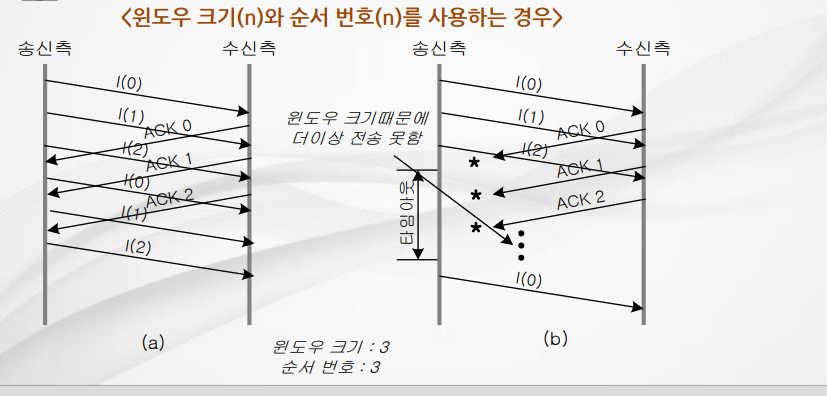 <윈도우 크기(n)와 순서 번호(n)를 사용하는 경우>
송신측
수신측
I(0)
I(1)
ACK 0
I(2)
ACK 1
I(0)
ACK 2
I(1)
I(2)
(a)
윈도우 크기때문에
더이상 전송 못함
송신측
수신측
I(0)
I(1)
ACK 0
I(2)
*
ACK 1
*
ACK 2
*
타임아웃
I(0)
(b)
윈도우 크기 : 3
순서 번호 : 3